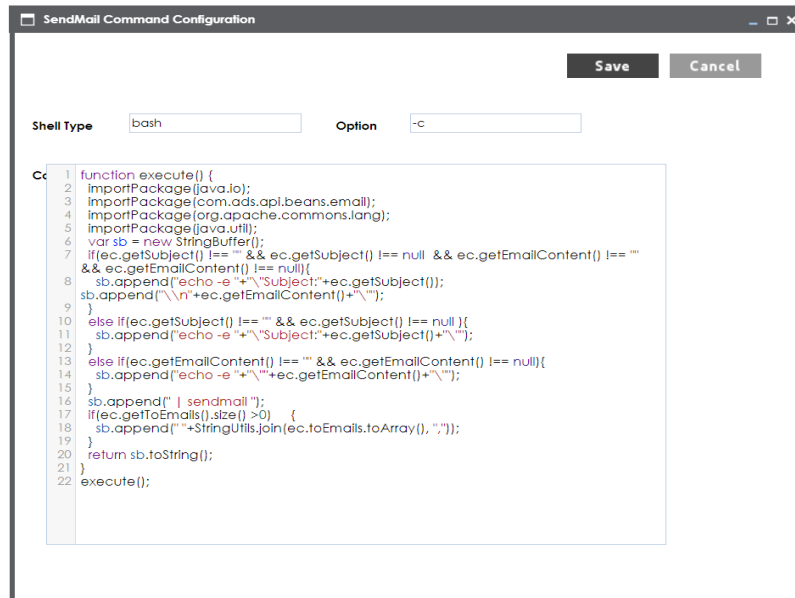 SendMail Command Configuration
Save Cancel
Shell Type bash Option -c
Co
1 function execute() {
2 importPackage(java.io);
3 importPackage(com.ads.api.beans.email);
4 importPackage(org.apache.commons.lang);
5 importPackage(java.util);
6 var sb = new StringBuffer();
7 if(ec.getSubject() !== "" && ec.getSubject() !== null && ec.getEmailContent() !== ""
&& ec.getEmailContent() !== null){
8 sb.append("echo -e "+"\"Subject:"+ec.getSubject());
sb.append("\\n"+ec.getEmailContent()+"\"");
9 }
10 else if(ec.getSubject() !== "" && ec.getSubject() !== null ){
11 sb.append("echo -e "+"\"Subject:"+ec.getSubject()+"\"");
12 }
13 else if(ec.getEmailContent() !== "" && ec.getEmailContent() !== null){
14 sb.append("echo -e "+"\""+ec.getEmailContent()+"\"");
15 }
16 sb.append(" | sendmail ");
17 if(ec.getToEmails().size() >0) {
18 sb.append(" "+StringUtils.join(ec.toEmails.toArray(), ","));
19 }
20 return sb.toString();
21 }
22 execute();